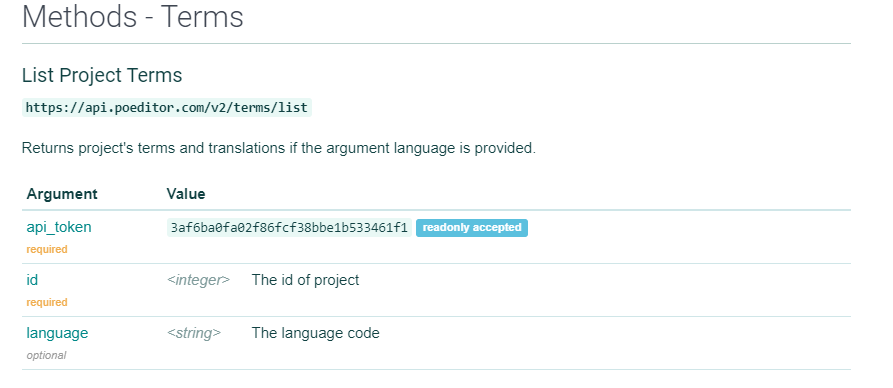 Methods - Terms
List Project Terms
https://api.poeditor.com/v2/terms/list
Returns project's terms and translations if the argument language is provided.
Argument Value
api_token 3af6ba0fa02f86fcf38bbe1b533461f1 readonly accepted
required
id <integer> The id of project
required
language <string> The language code
optional